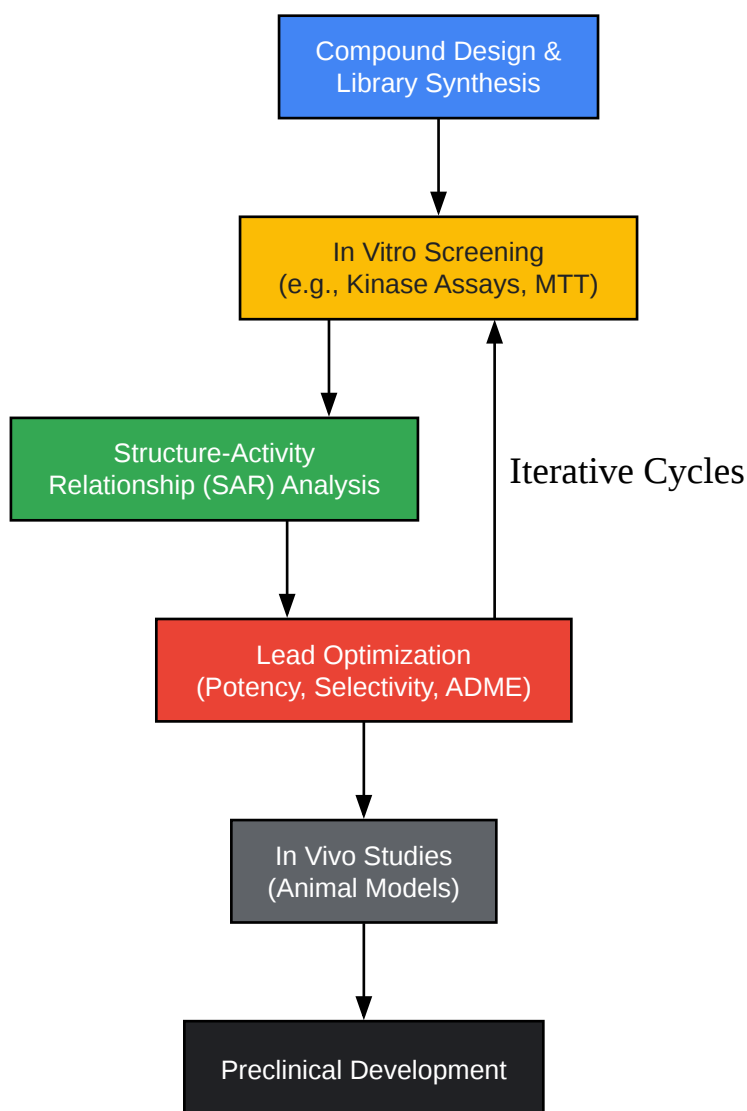 Compound Design &
Library Synthesis
In Vitro Screening
(e.g., Kinase Assays, MTT)
Structure-Activity
Relationship (SAR) Analysis
Iterative Cycles
Lead Optimization
(Potency, Selectivity, ADME)
In Vivo Studies
(Animal Models)
Preclinical Development